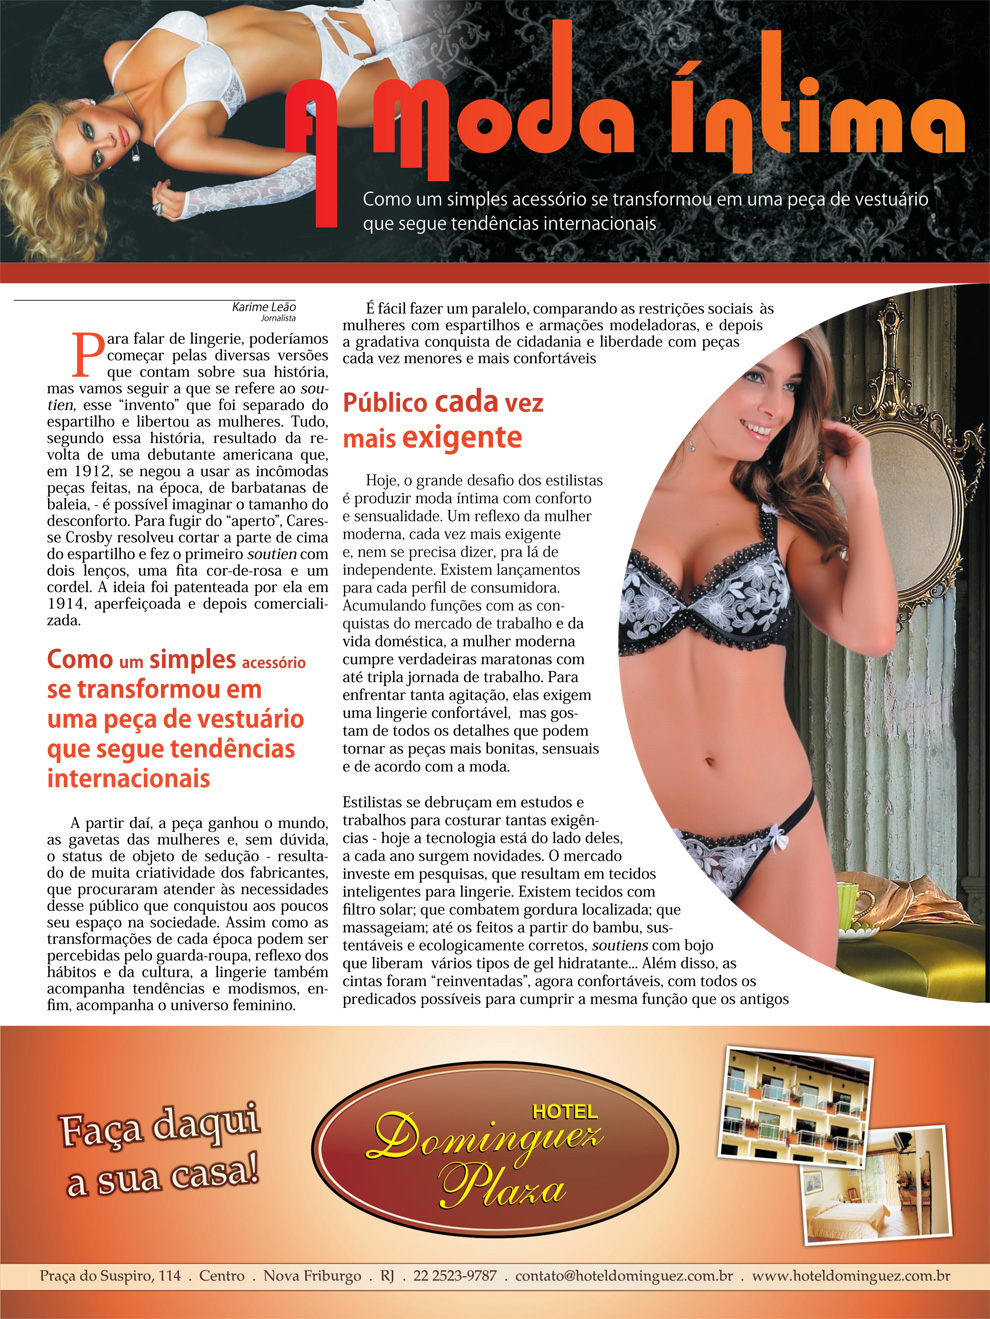 A Moda Íntima
Como um simples acessório se transformou em uma peça de vestuário
que segue tendências internacionais
Karime Leão
Jornalista
Para falar de lingerie, poderíamos
começar pelas diversas versões
que contam sobre sua história,
mas vamos seguir a que se refere ao sou-
tien, esse “invento” que foi separado do
espartilho e libertou as mulheres. Tudo,
segundo essa história, resultado da re-
volta de uma debutante americana que,
em 1912, se negou a usar as incômodas
peças feitas, na época, de barbatanas de
baleia, - é possível imaginar o tamanho do
desconforto. Para fugir do “aperto”, Cares-
se Crosby resolveu cortar a parte de cima
do espartilho e fez o primeiro soutien com
dois lenços, uma fita cor-de-rosa e um
cordel. A ideia foi patenteada por ela em
1914, aperfeiçoada e depois comerciali-
zada.
Como um simples acessório
se transformou em
uma peça de vestuário
que segue tendências
internacionais
A partir daí, a peça ganhou o mundo,
as gavetas das mulheres e, sem dúvida,
o status de objeto de sedução - resulta-
do de muita criatividade dos fabricantes,
que procuraram atender às necessidades
desse público que conquistou aos poucos
seu espaço na sociedade. Assim como as
transformações de cada época podem ser
percebidas pelo guarda-roupa, reflexo dos
hábitos e da cultura, a lingerie também
acompanha tendências e modismos, en-
fim, acompanha o universo feminino.
É fácil fazer um paralelo, comparando as restrições sociais às
mulheres com espartilhos e armações modeladoras, e depois
a gradativa conquista de cidadania e liberdade com peças
cada vez menores e mais confortáveis
Público cada vez
mais exigente
Hoje, o grande desafio dos estilistas
é produzir moda íntima com conforto
e sensualidade. Um reflexo da mulher
moderna, cada vez mais exigente
e, nem se precisa dizer, pra lá de
independente. Existem lançamentos
para cada perfil de consumidora.
Acumulando funções com as con-
quistas do mercado de trabalho e da
vida doméstica, a mulher moderna
cumpre verdadeiras maratonas com
até tripla jornada de trabalho. Para
enfrentar tanta agitação, elas exigem
uma lingerie confortável, mas gos-
tam de todos os detalhes que podem
tornar as peças mais bonitas, sensuais
e de acordo com a moda.
Estilistas se debruçam em estudos e
trabalhos para costurar tantas exigên-
cias - hoje a tecnologia está do lado deles,
a cada ano surgem novidades. O mercado
investe em pesquisas, que resultam em tecidos
inteligentes para lingerie. Existem tecidos com
filtro solar; que combatem gordura localizada; que
massageiam; até os feitos a partir do bambu, sus-
tentáveis e ecologicamente corretos, soutiens com bojo
que liberam vários tipos de gel hidratante... Além disso, as
cintas foram “reinventadas”, agora confortáveis, com todos os
predicados possíveis para cumprir a mesma função que os antigos
Faça daqui
a sua casa!
HOTEL
Dominguez
Plaza
Praça do Suspiro, 114 . Centro . Nova Friburgo . RJ . 22 2523-9787 . contato@hoteldominguez.com.br . www.hoteldominguez.com.br